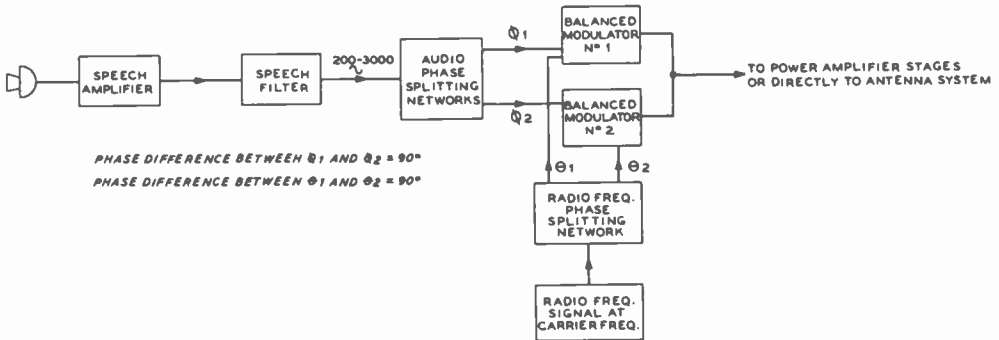 SPEECH
AMPLIFIER
SPEECH
FILTER
200-3000
~
AUDIO
PHASE
SPLITTING
NETWORKS
Φ1
Φ2
BALANCED
MODULATOR
Nº 1
BALANCED
MODULATOR
Nº 2
TO POWER AMPLIFIER STAGES
OR DIRECTLY TO ANTENNA SYSTEM
PHASE DIFFERENCE BETWEEN Φ1 AND Φ2 = 90°
PHASE DIFFERENCE BETWEEN θ1 AND θ2 = 90°
θ1
θ2
RADIO FREQ.
PHASE
SPLITTING
NETWORK
RADIO FREQ.
SIGNAL AT
CARRIER FREQ.